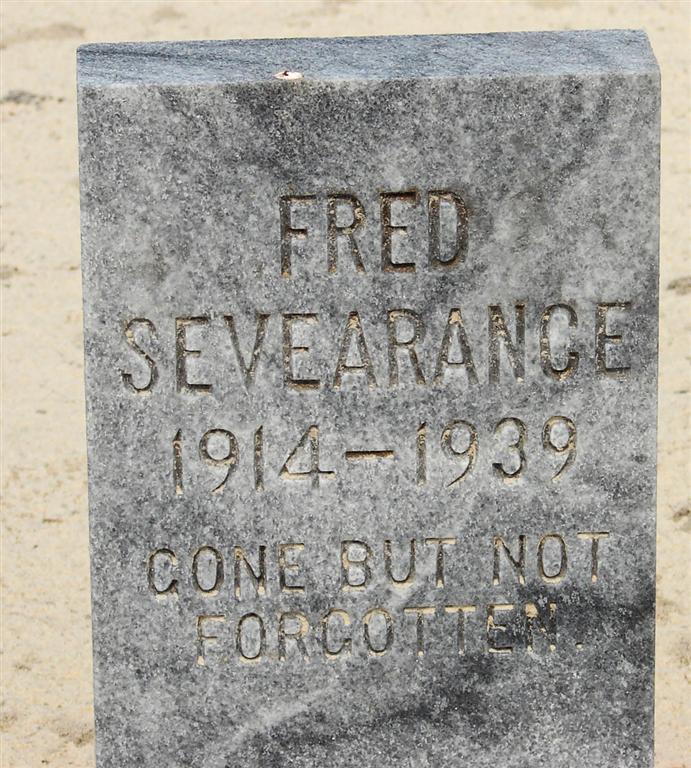 FRED
SEVEARANCE
1914-1939
GONE BUT NOT
FORGOTTEN.